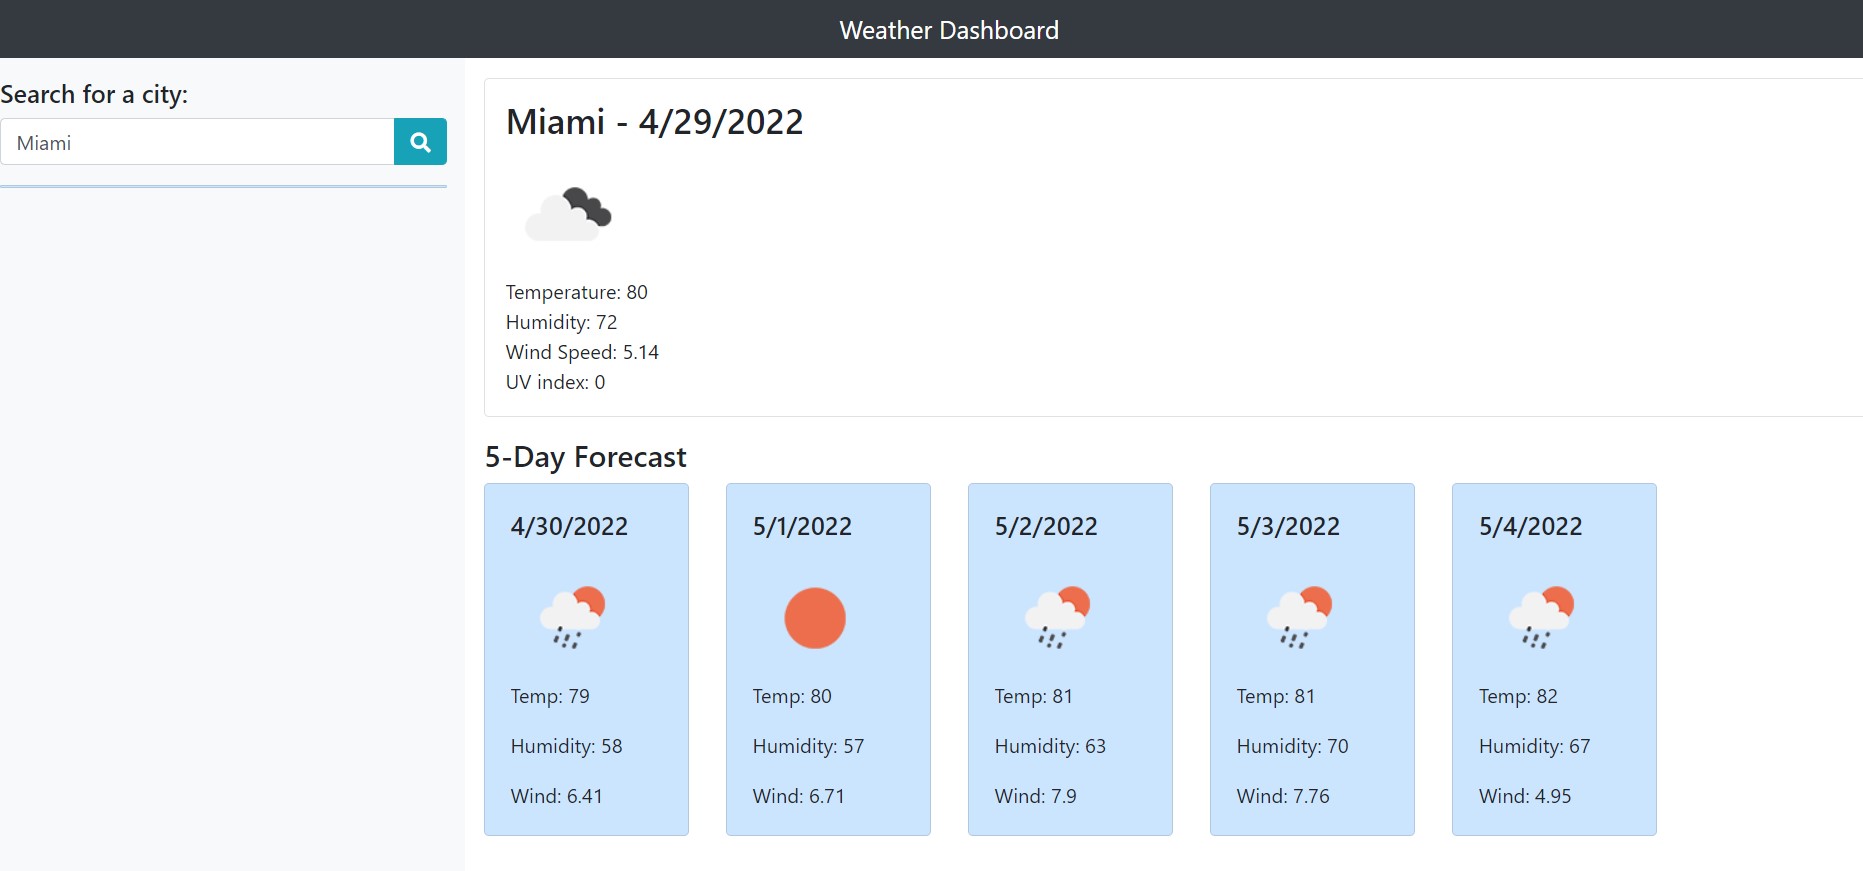 Weather Dashboard
Search for a city:
Miami
Miami - 4/29/2022
Temperature: 80
Humidity: 72
Wind Speed: 5.14
UV index: 0
5-Day Forecast
4/30/2022
Temp: 79
Humidity: 58
Wind: 6.41
5/1/2022
Temp: 80
Humidity: 57
Wind: 6.71
5/2/2022
Temp: 81
Humidity: 63
Wind: 7.9
5/3/2022
Temp: 81
Humidity: 70
Wind: 7.76
5/4/2022
Temp: 82
Humidity: 67
Wind: 4.95